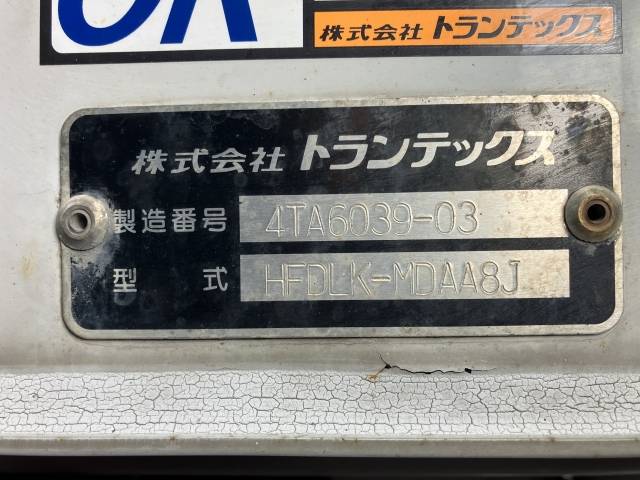 OK
株式会社 トランテックス
株式会社 トランテックス
製造番号 4TA6039-03
型式 HFDLK-MDAA8J